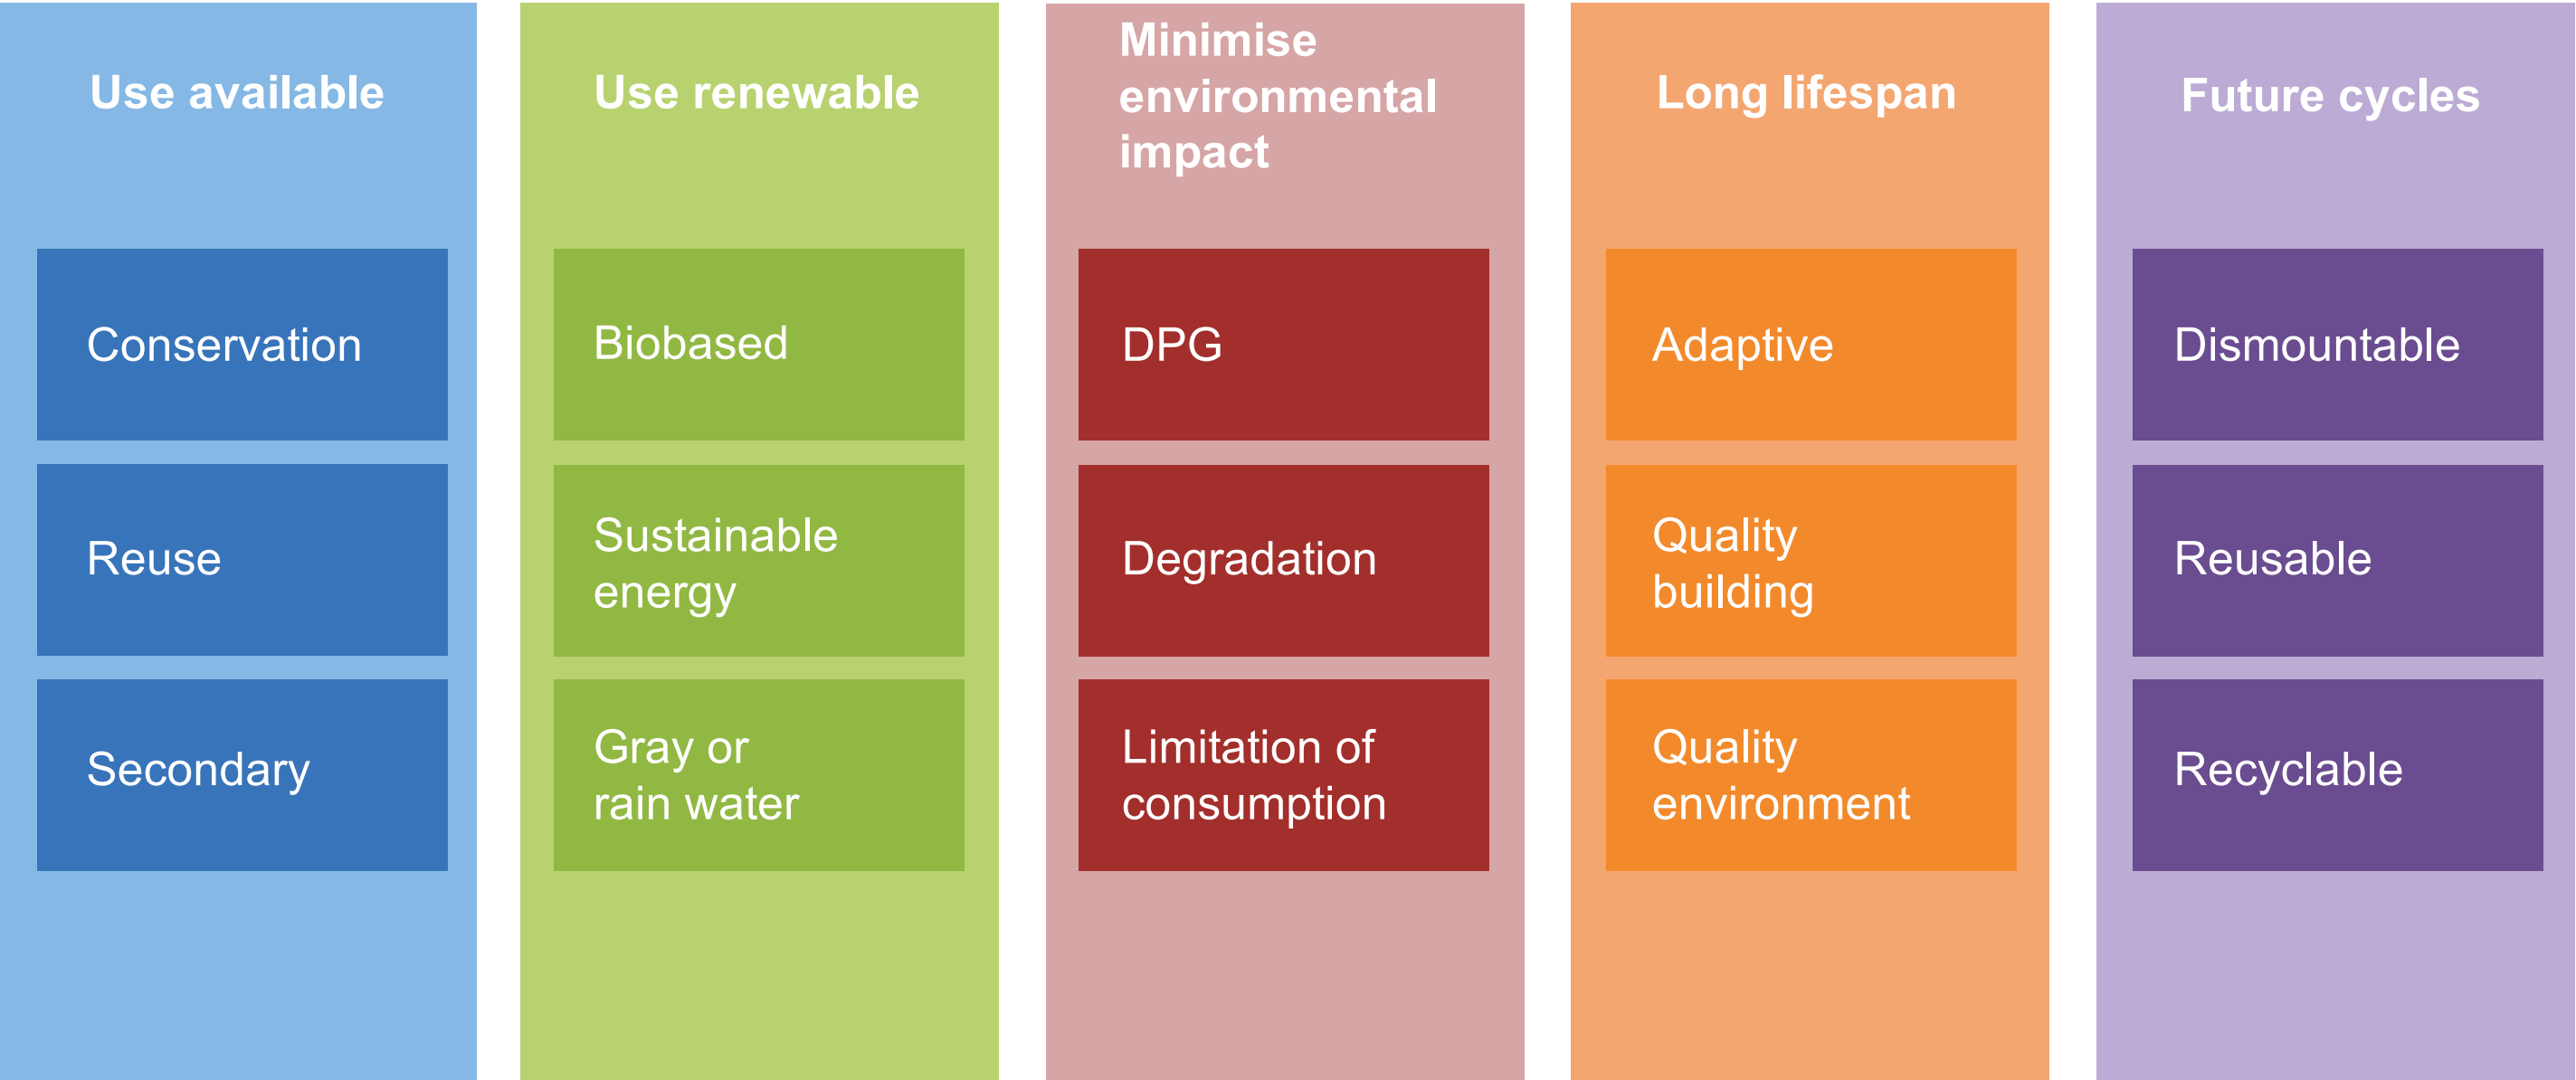 Use available
Conservation
Reuse
Secondary
Use renewable
Biobased
Sustainable
energy
Gray or
rain water
Minimise
environmental
impact
DPG
Degradation
Limitation of
consumption
Long lifespan
Adaptive
Quality
building
Quality
environment
Future cycles
Dismountable
Reusable
Recyclable